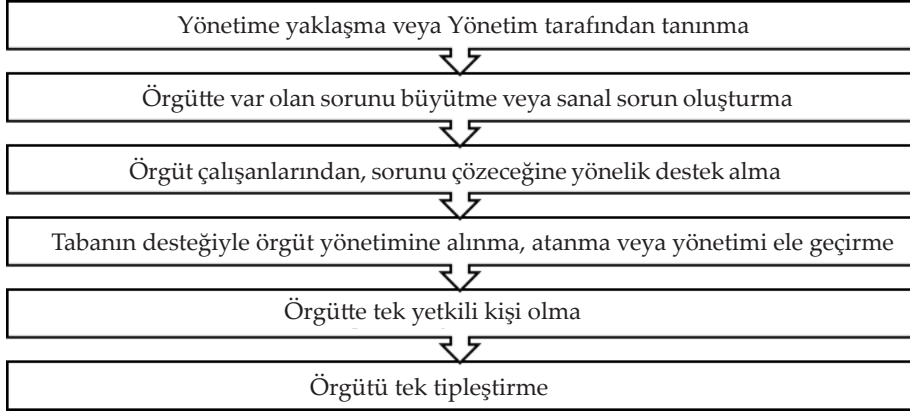 Yönetime yaklaşma veya Yönetim tarafından tanınma
Örgütte var olan sorunu büyütme veya sanal sorun oluşturma
Örgüt çalışanlarından, sorunu çözeceğine yönelik destek alma
Tabanın desteğiyle örgüt yönetimine alınma, atanma veya yönetimi ele geçirme
Örgütte tek yetkili kişi olma
Örgütü tek tipleştirme